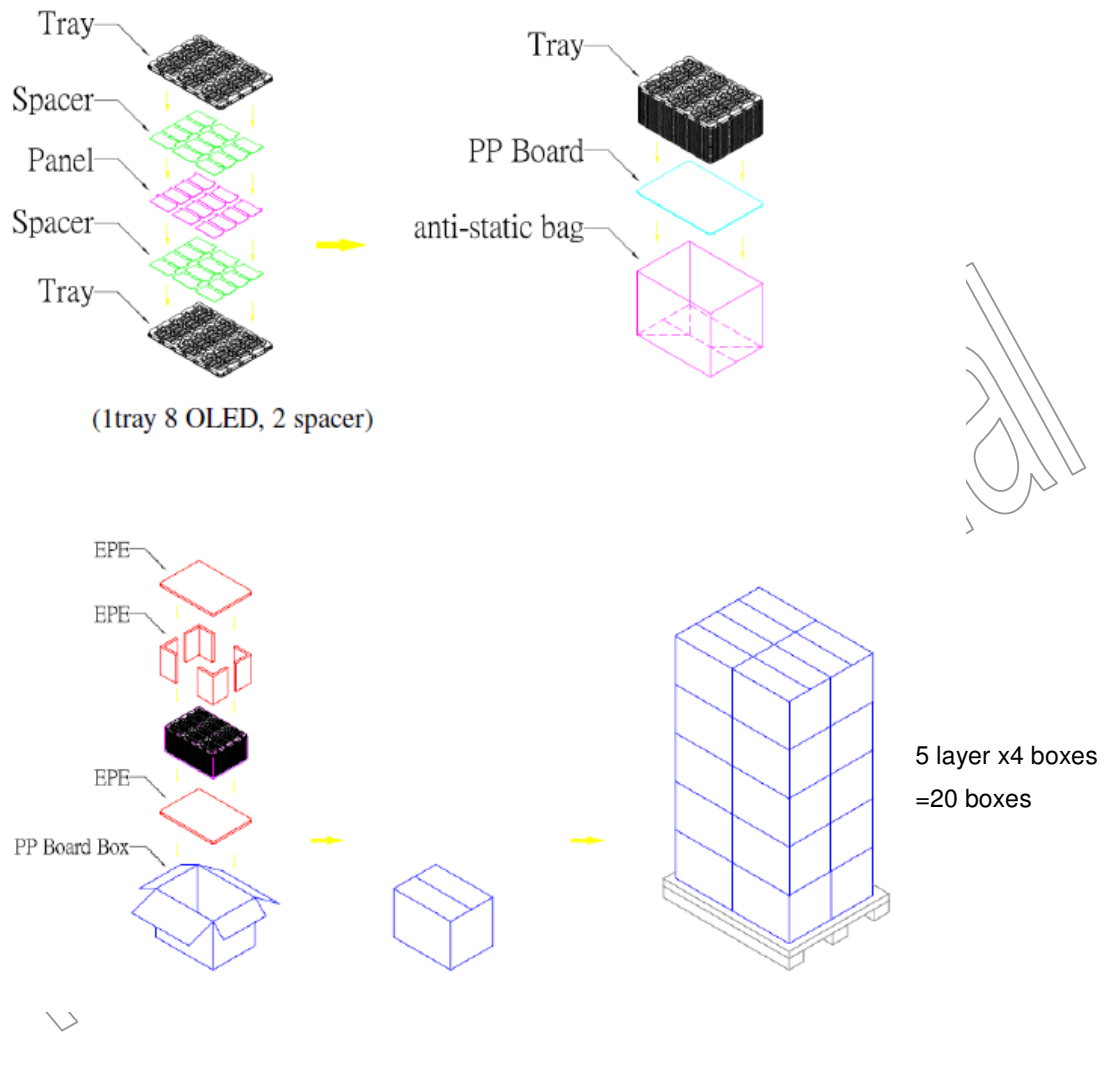 Tray
Spacer
Panel
Spacer
Tray
(1tray 8 OLED, 2 spacer)
Tray
PP Board
anti-static bag
EPE
EPE
EPE
PP Board Box
5 layer x4 boxes
=20 boxes